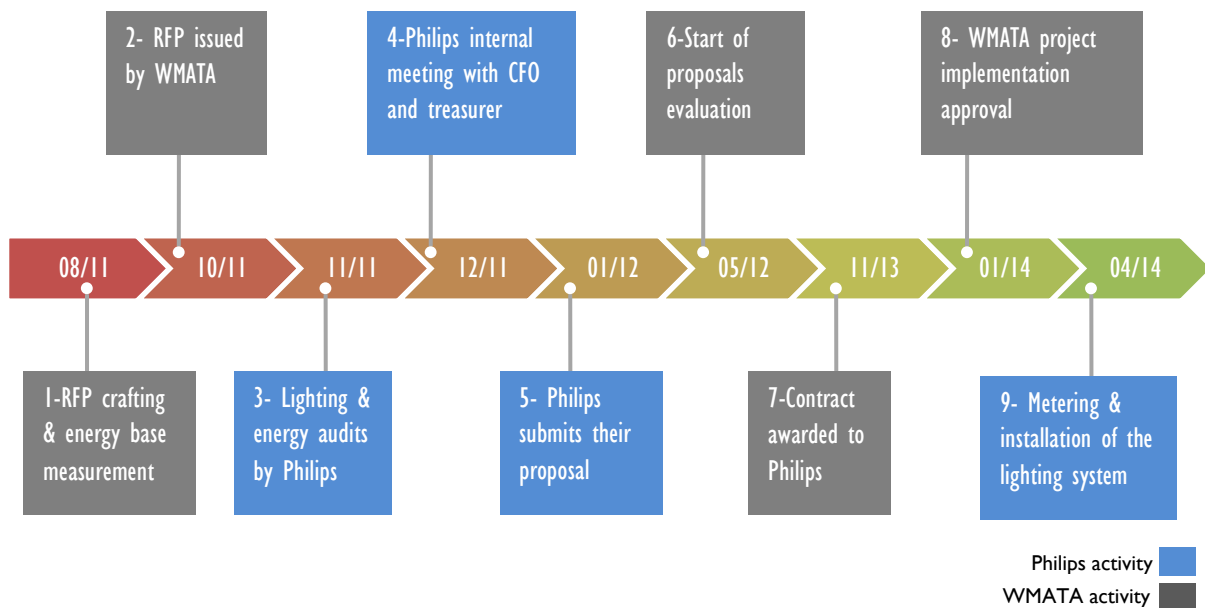 2- RFP issued
by WMATA
4-Philips internal
meeting with CFO
and treasurer
6-Start of
proposals
evaluation
8- WMATA project
implementation
approval
08/11
10/11
11/11
12/11
01/12
05/12
11/13
01/14
04/14
1-RFP crafting
& energy base
measurement
3- Lighting &
energy audits
by Philips
5- Philips
submits their
proposal
7-Contract
awarded to
Philips
9- Metering &
installation of the
lighting system
Philips activity
WMATA activity